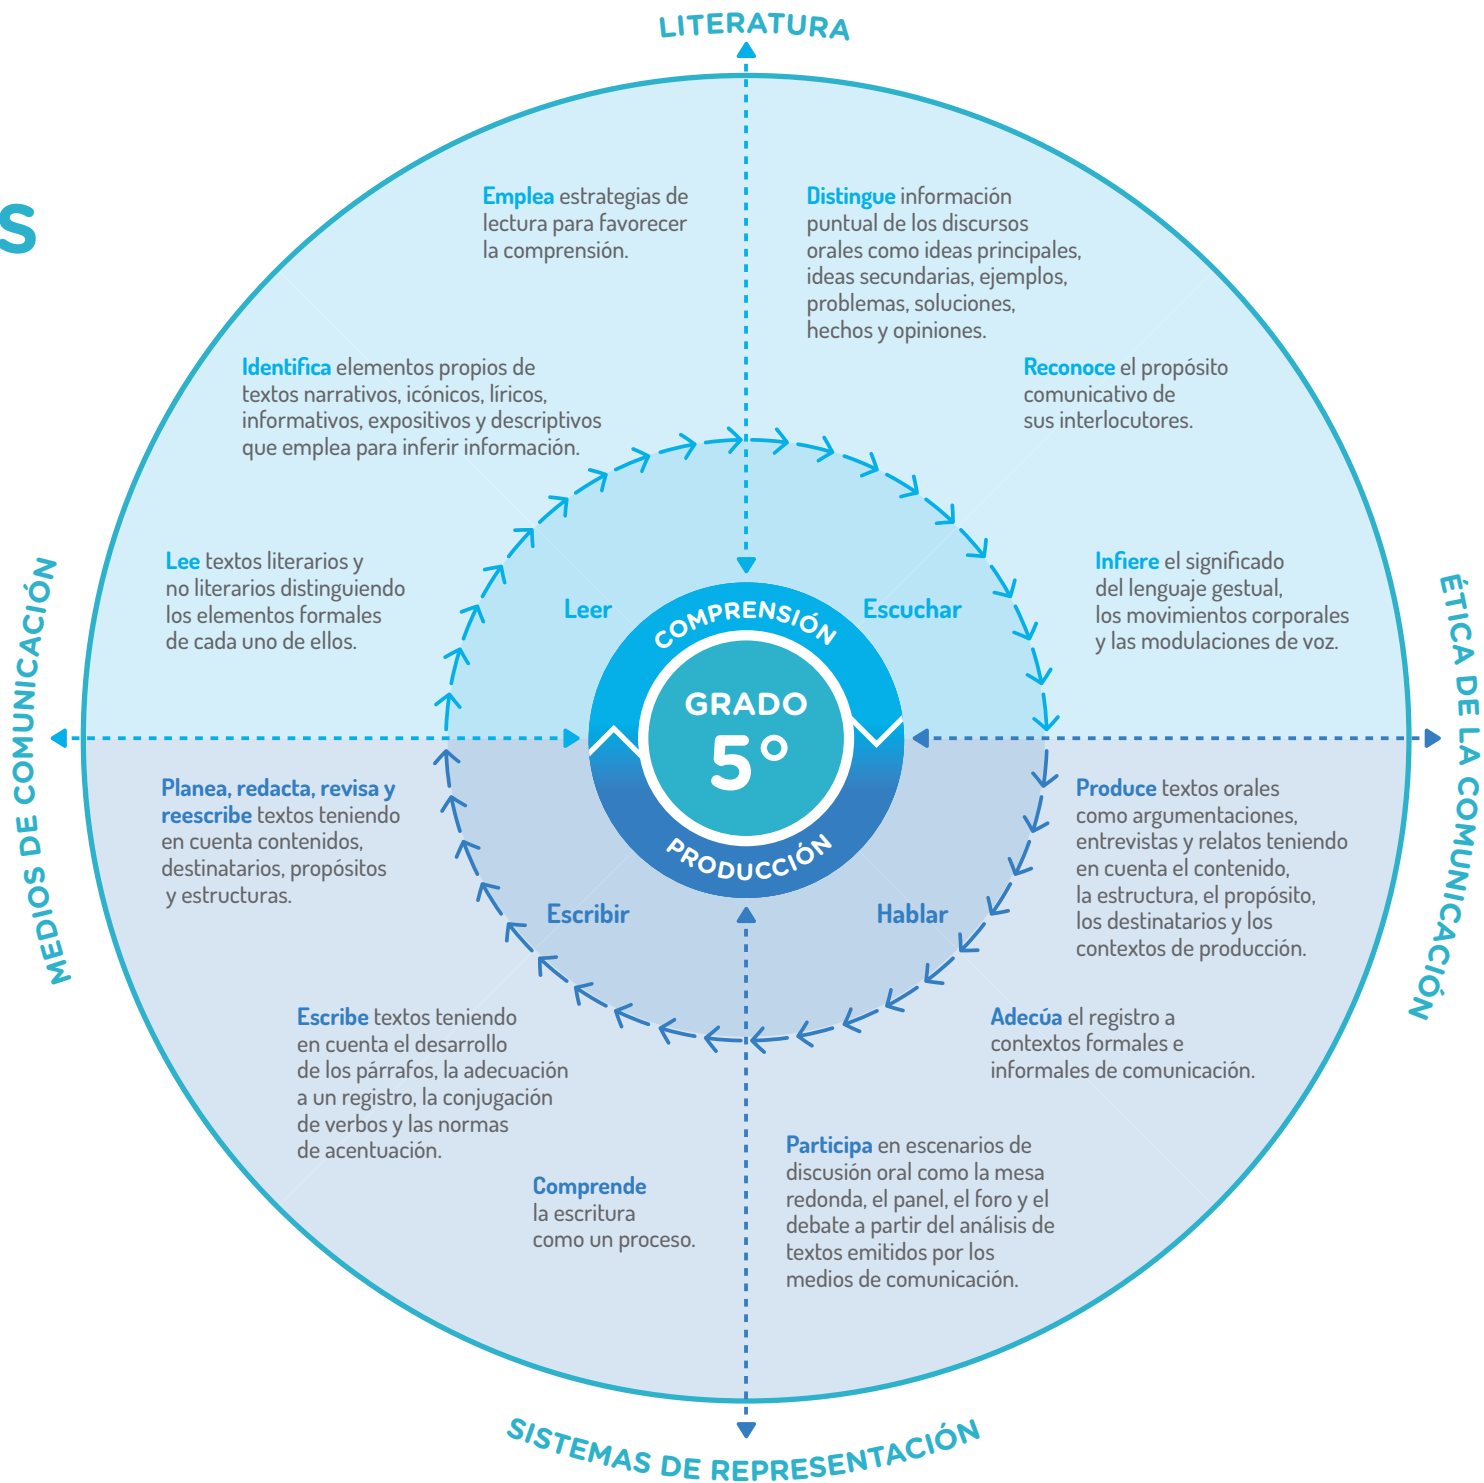 LITERATURA
s
Emplea estrategias de
lectura para favorecer
la comprensión.
Distingue información
puntual de los discursos
orales como ideas principales,
ideas secundarias, ejemplos,
problemas, soluciones,
hechos y opiniones.
Identifica elementos propios de
textos narrativos, icónicos, líricos,
informativos, expositivos y descriptivos
que emplea para inferir información.
Reconoce el propósito
comunicativo de
sus interlocutores.
Lee textos literarios y
no literarios distinguiendo
los elementos formales
de cada uno de ellos.
Infiere el significado
del lenguaje gestual,
los movimientos corporales
y las modulaciones de voz.
Leer
Escuchar
COMPRENSIÓN
GRADO
5°
PRODUCCIÓN
MEDIOS DE COMUNICACIÓN
ÉTICA DE LA COMUNICACIÓN
Planea, redacta, revisa y
reescribe textos teniendo
en cuenta contenidos,
destinatarios, propósitos
y estructuras.
Produce textos orales
como argumentaciones,
entrevistas y relatos teniendo
en cuenta el contenido,
la estructura, el propósito,
los destinatarios y los
contextos de producción.
Escribir
Hablar
Escribe textos teniendo
en cuenta el desarrollo
de los párrafos, la adecuación
a un registro, la conjugación
de verbos y las normas
de acentuación.
Adecúa el registro a
contextos formales e
informales de comunicación.
Comprende
la escritura
como un proceso.
Participa en escenarios de
discusión oral como la mesa
redonda, el panel, el foro y el
debate a partir del análisis de
textos emitidos por los
medios de comunicación.
SISTEMAS DE REPRESENTACIÓN